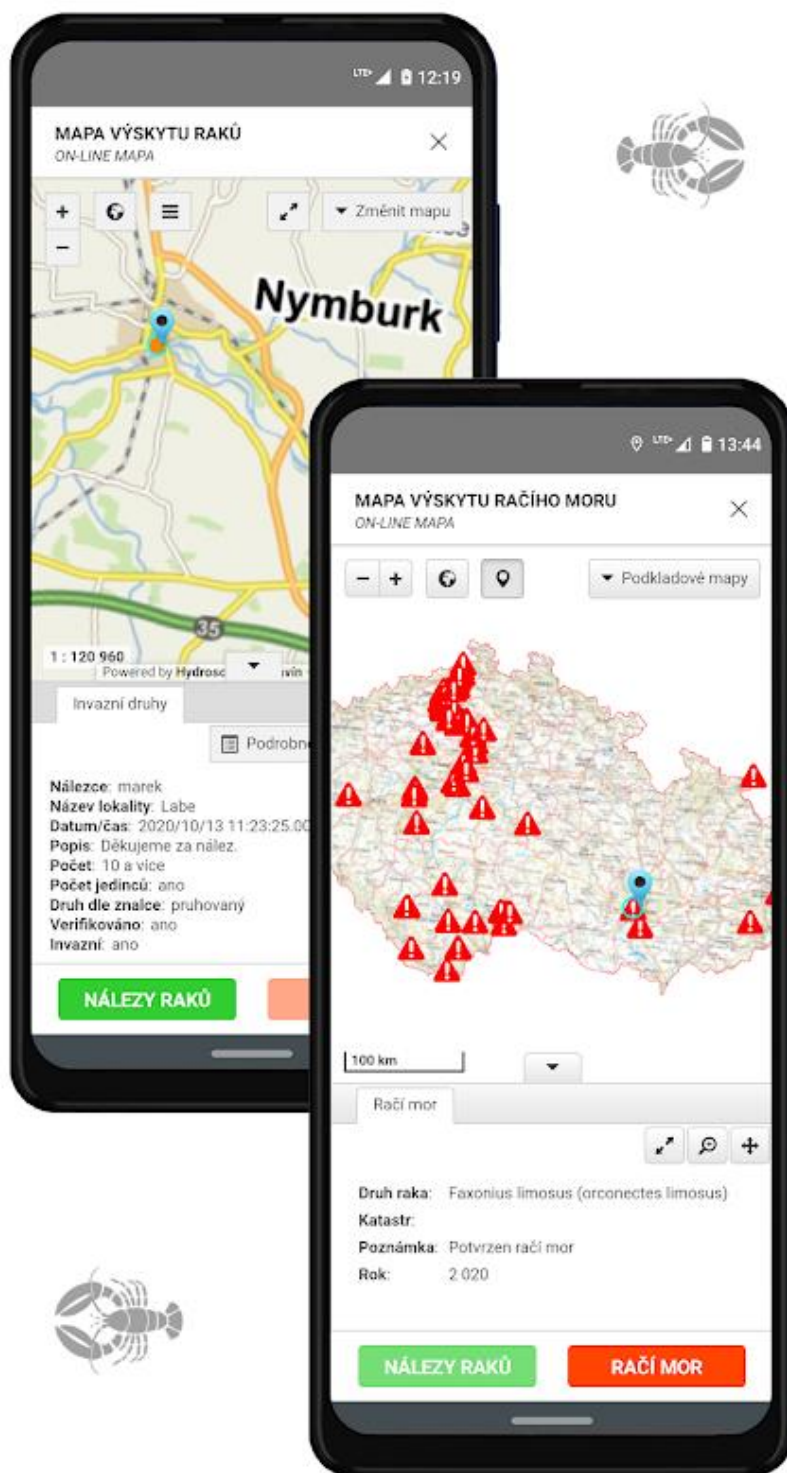 LTE+ 12:19
MAPA VÝSKYTU RAKŮ
ON-LINE MAPA
+
−
Změnit mapu
Nymburk
35
1 : 120 960
Powered by
Invazní druhy
Nálezce: marek
Název lokality: Labe
Datum/čas: 2020/10/13 11:23:25.00
Popis: Děkujeme za nález.
Počet: 10 a více
Počet jedinců: ano
Druh dle znalce: pruhovaný
Verifikováno: ano
Invazní: ano
NÁLEZY RAKŮ
LTE+ 13:44
MAPA VÝSKYTU RAČÍHO MORU
ON-LINE MAPA
− +
Podkladové mapy
100 km
Račí mor
Druh raka: Faxonius limosus (orconectes limosus)
Katastr:
Poznámka: Potvrzen račí mor
Rok: 2 020
NÁLEZY RAKŮ RAČÍ MOR